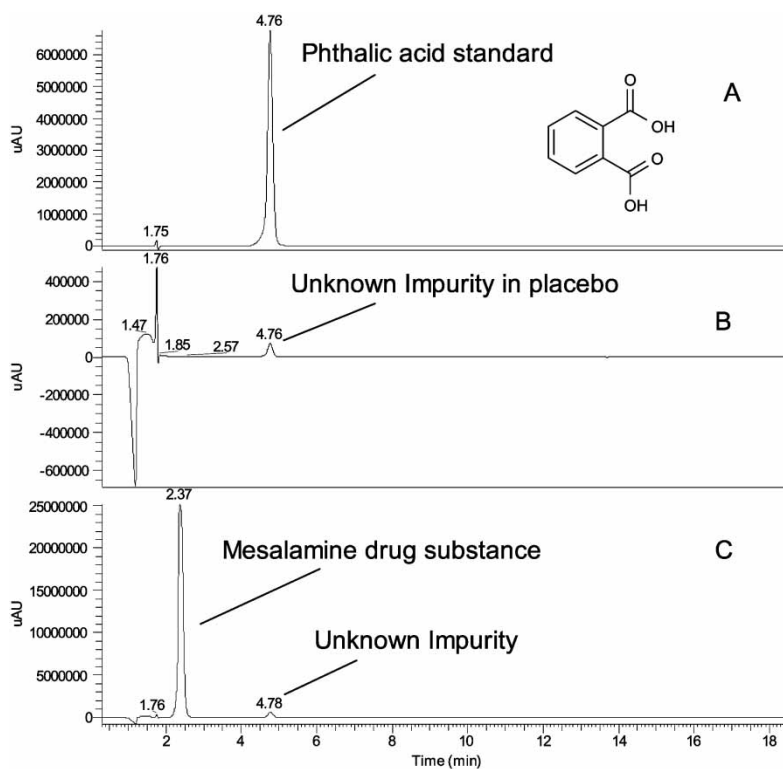 4.76
6000000
5000000
4000000
3000000
2000000
1000000
0
uAU
Phthalic acid standard
A
O
OH
O
OH
1.75
1.76
400000
200000
0
-200000
-400000
-600000
uAU
1.47
1.85
2.57
4.76
Unknown Impurity in placebo
B
2.37
25000000
20000000
15000000
10000000
5000000
0
uAU
Mesalamine drug substance
C
Unknown Impurity
1.76
4.78
2 4 6 8 10 12 14 16 18
Time (min)